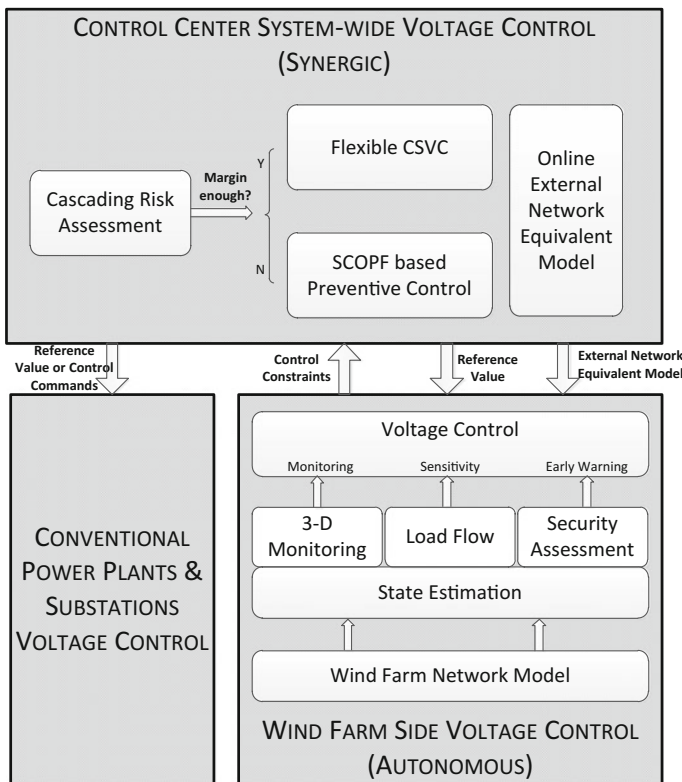 CONTROL CENTER SYSTEM-WIDE VOLTAGE CONTROL
(SYNERGIC)
Cascading Risk
Assessment
Margin
enough?
Y
N
Flexible CSVC
SCOPF based
Preventive Control
Online
External
Network
Equivalent
Model
Reference
Value or Control
Commands
Control
Constraints
Reference
Value
External Network
Equivalent Model
CONVENTIONAL
POWER PLANTS &
SUBSTATIONS
VOLTAGE CONTROL
Voltage Control
Monitoring
Sensitivity
Early Warning
3-D
Monitoring
Load Flow
Security
Assessment
State Estimation
Wind Farm Network Model
WIND FARM SIDE VOLTAGE CONTROL
(AUTONOMOUS)